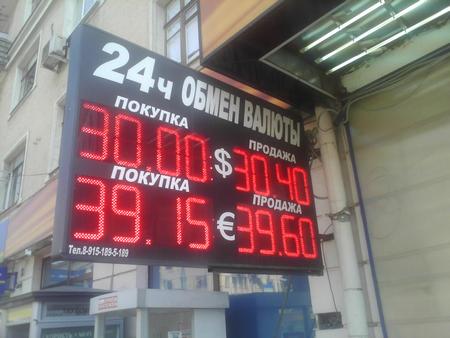 24ч ОБМЕН ВАЛЮТЫ
ПОКУПКА ПРОДАЖА
30.00 $ 30.40
ПОКУПКА ПРОДАЖА
39.15 € 39.60
Тел.8-915-189-5-189